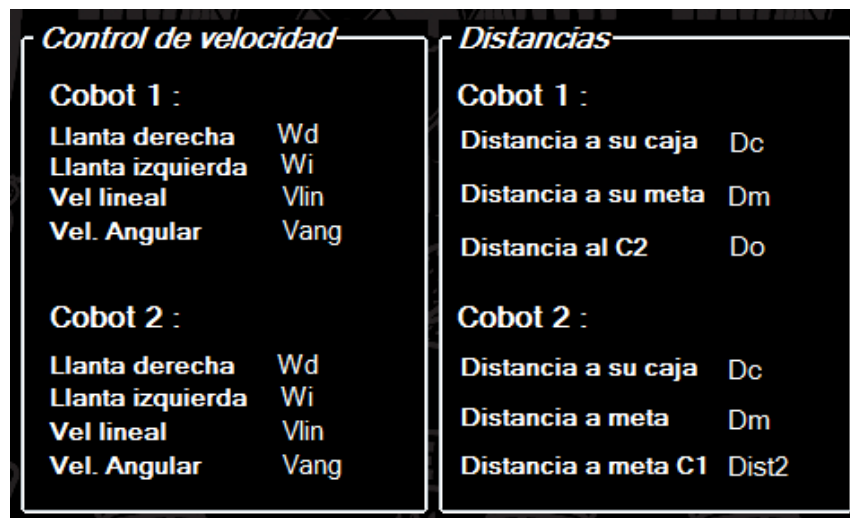 Control de velocidad
Cobot 1 :
Llanta derecha Wd
Llanta izquierda Wi
Vel lineal Vlin
Vel. Angular Vang
Cobot 2 :
Llanta derecha Wd
Llanta izquierda Wi
Vel lineal Vlin
Vel. Angular Vang
Distancias
Cobot 1 :
Distancia a su caja Dc
Distancia a su meta Dm
Distancia al C2 Do
Cobot 2 :
Distancia a su caja Dc
Distancia a meta Dm
Distancia a meta C1 Dist2